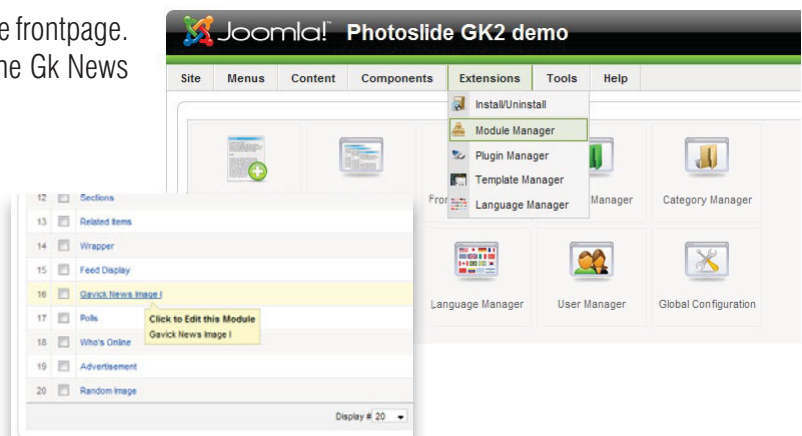 e frontpage.
ne Gk News
Joomla! Photoslide GK2 demo
Site Menus Content Components Extensions Tools Help
Install/Uninstall
Module Manager
Plugin Manager
Template Manager
Language Manager
Manager
Category Manager
Language Manager
User Manager
Global Configuration
12 Sections
13 Related Items
14 Wrapper
15 Feed Display
16 Gavick News Image I
17 Polls
Click to Edit this Module
Gavick News Image I
18 Who's Online
19 Advertisement
20 Random Image
Display # 20